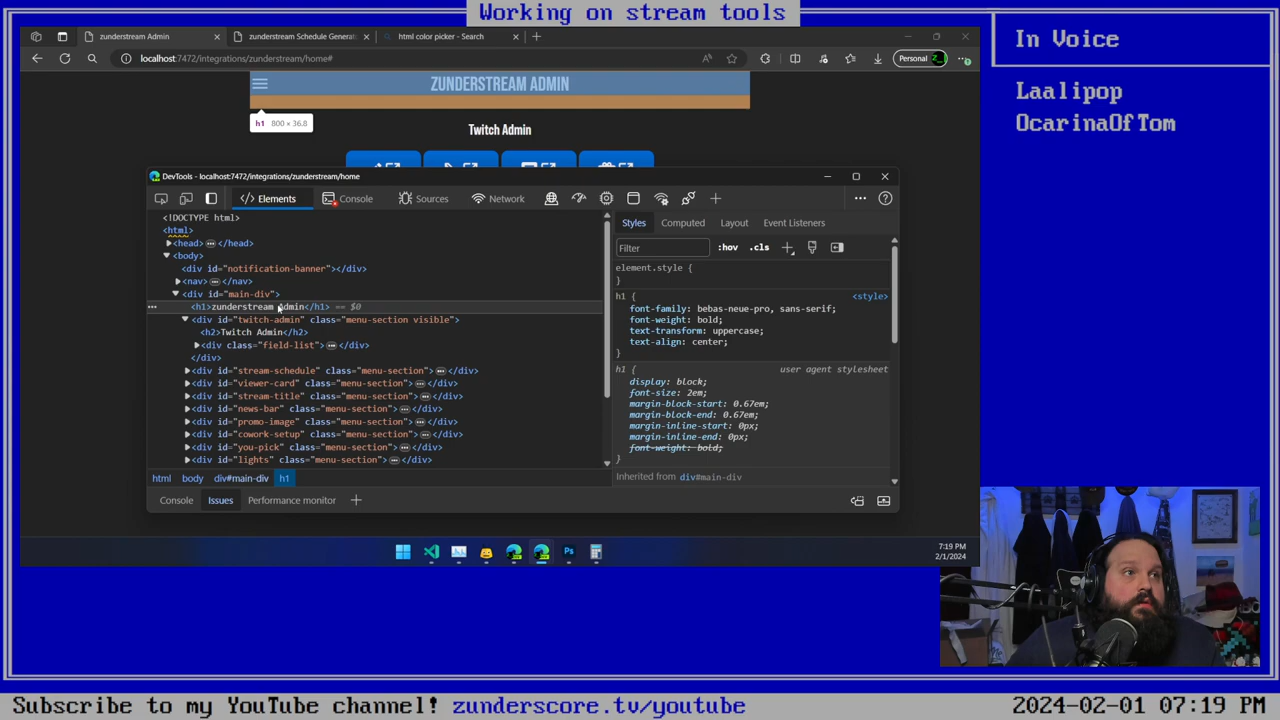 Working on stream tools
In Voice
Laalipop
OcarinaOfTom
zunderstream Admin
zunderstream Schedule Generat
html color picker - Search
localhost:7472/integrations/zunderstream/home#
Personal
ZUNDERSTREAM ADMIN
h1 800 × 36.8
Twitch Admin
DevTools - localhost:7472/integrations/zunderstream/home
Elements
Console
Sources
Network
<!DOCTYPE html>
<html>
<head> </head>
<body>
<div id="notification-banner"></div>
<nav> </nav>
<div id="main-div">
<h1>zunderstream Admin</h1> == $0
<div id="twitch-admin" class="menu-section visible">
<h2>Twitch Admin</h2>
<div class="field-list"> </div>
</div>
<div id="stream-schedule" class="menu-section"> </div>
<div id="viewer-card" class="menu-section"> </div>
<div id="stream-title" class="menu-section"> </div>
<div id="news-bar" class="menu-section"> </div>
<div id="promo-image" class="menu-section"> </div>
<div id="cowork-setup" class="menu-section"> </div>
<div id="you-pick" class="menu-section"> </div>
<div id="lights" class="menu-section"> </div>
html body div#main-div h1
Console
Issues
Performance monitor
Styles
Computed
Layout
Event Listeners
Filter
:hov .cls
element.style {
}
h1 { <style>
font-family: bebas-neue-pro, sans-serif;
font-weight: bold;
text-transform: uppercase;
text-align: center;
}
h1 { user agent stylesheet
display: block;
font-size: 2em;
margin-block-start: 0.67em;
margin-block-end: 0.67em;
margin-inline-start: 0px;
margin-inline-end: 0px;
font-weight: bold;
}
Inherited from div#main-div
7:19 PM
2/1/2024
Subscribe to my YouTube channel! zunderscore.tv/youtube
2024-02-01 07:19 PM